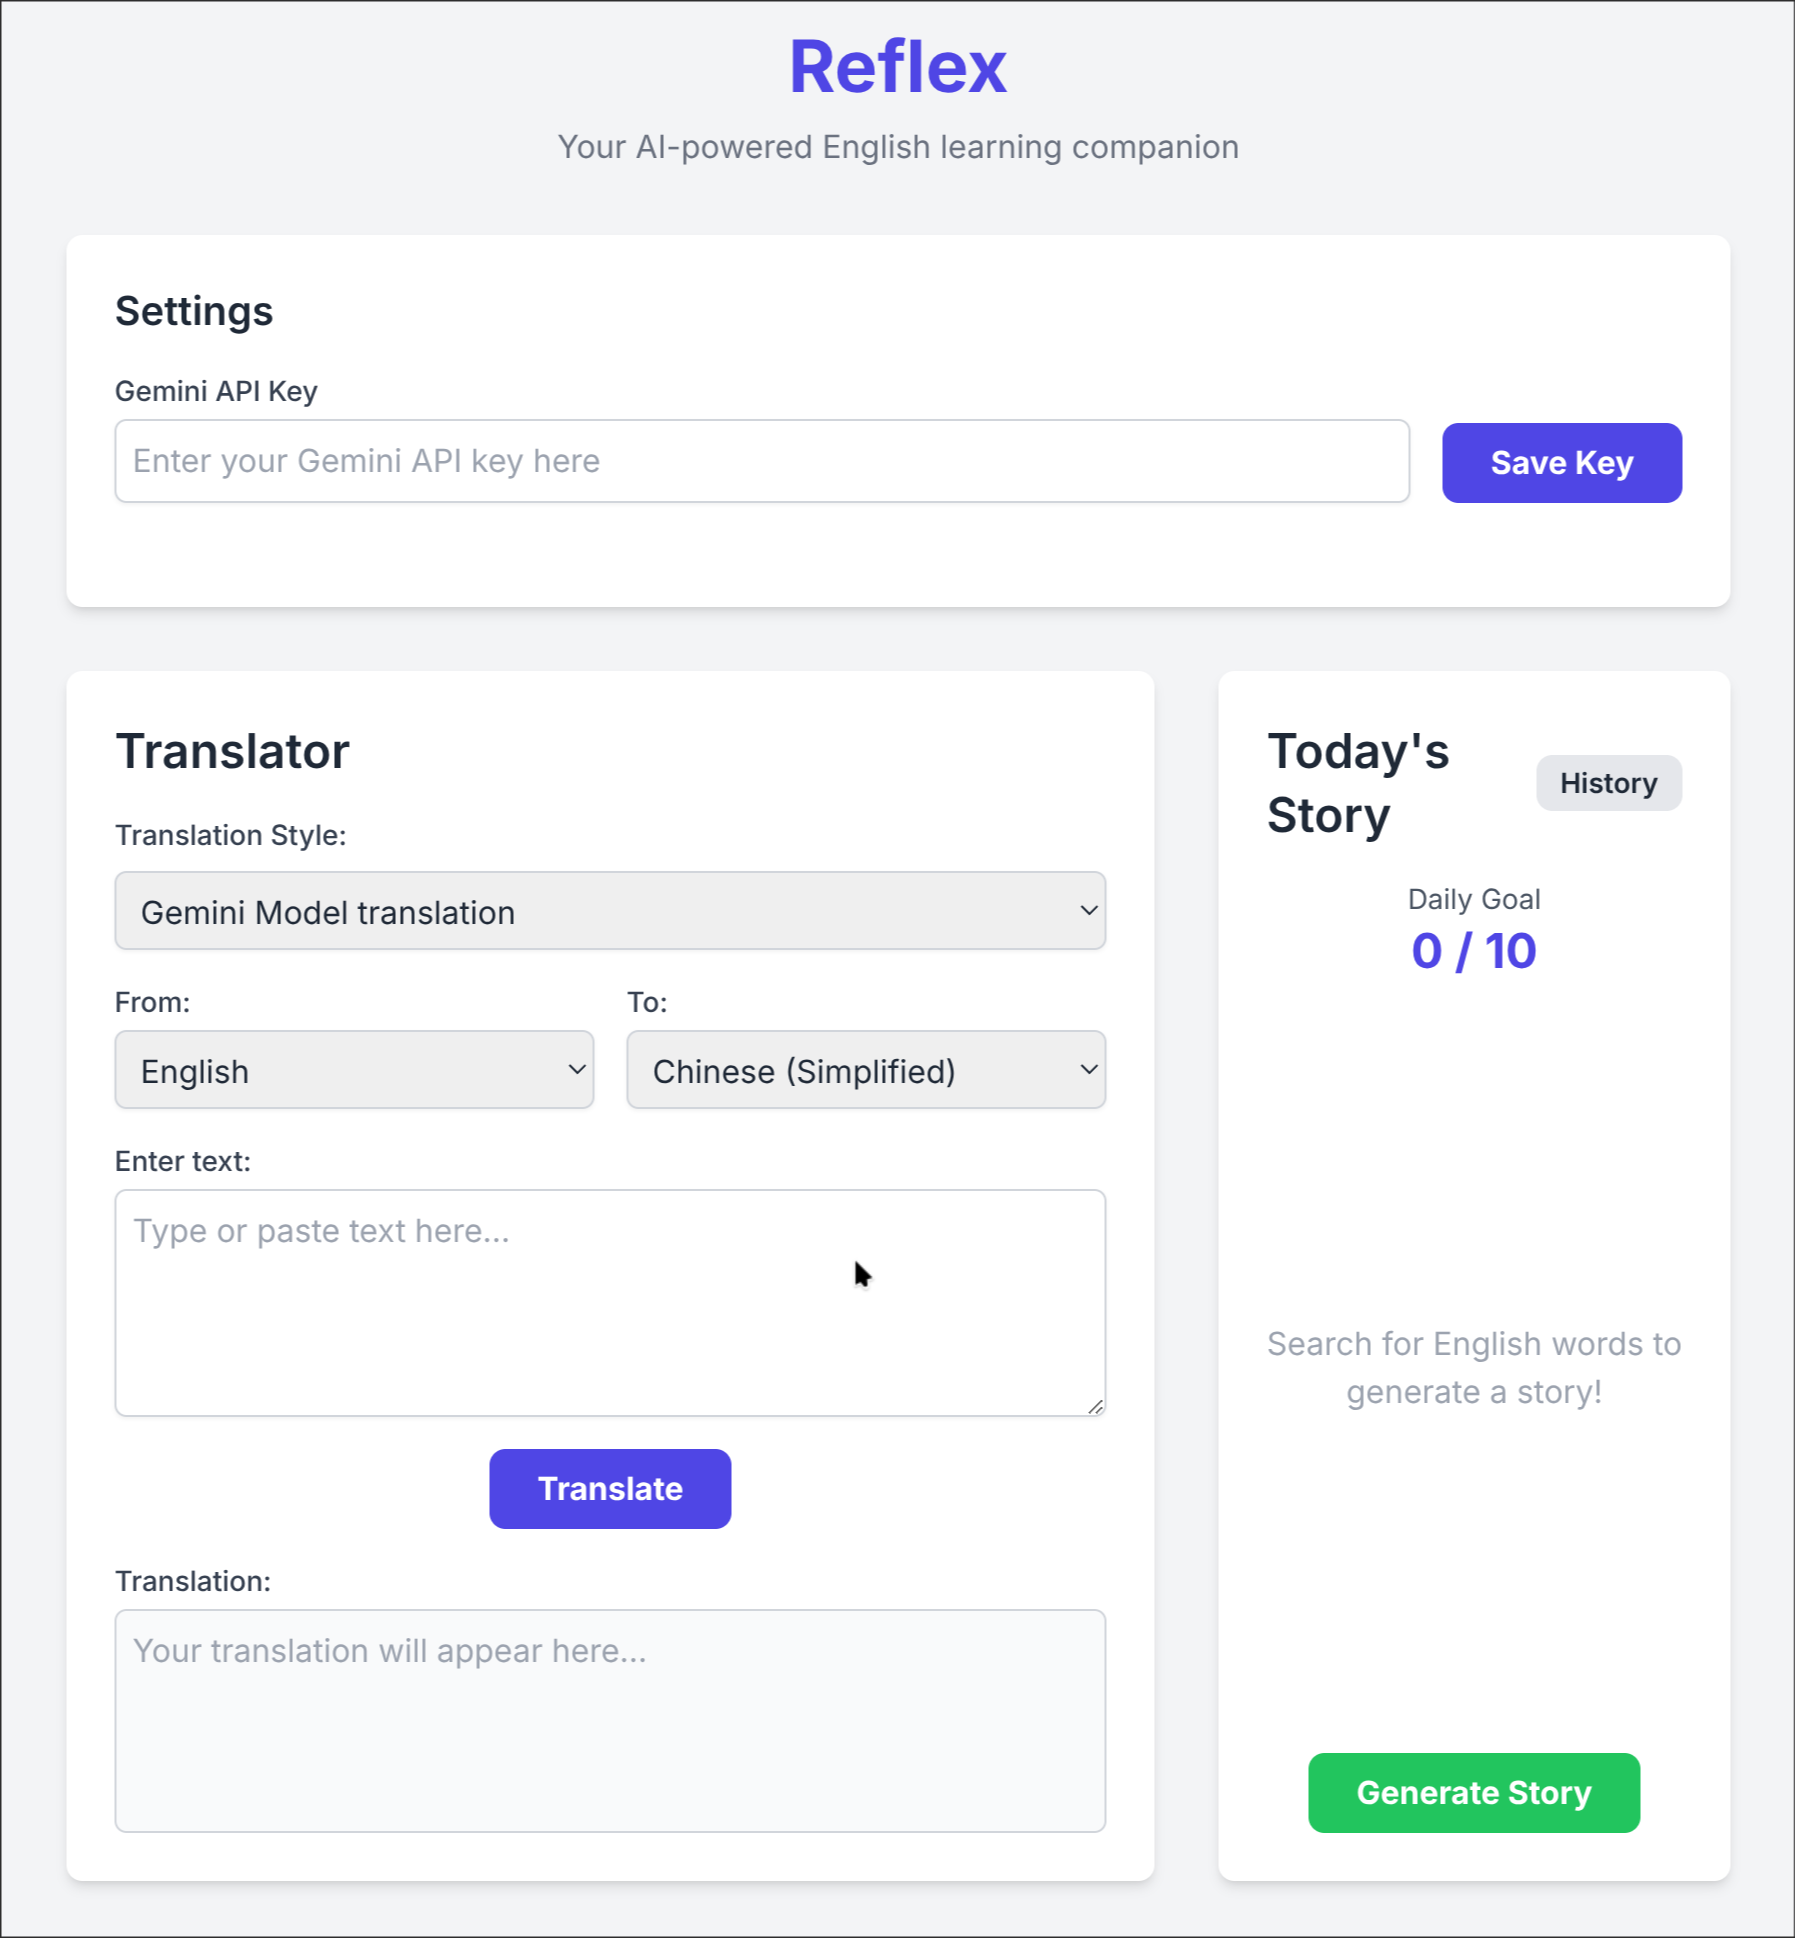 Reflex
Your AI-powered English learning companion
Settings
Gemini API Key
Enter your Gemini API key here
Save Key
Translator
Translation Style:
Gemini Model translation
From:
To:
English
Chinese (Simplified)
Enter text:
Type or paste text here...
Translate
Translation:
Your translation will appear here...
Today's
Story
History
Daily Goal
0 / 10
Search for English words to
generate a story!
Generate Story